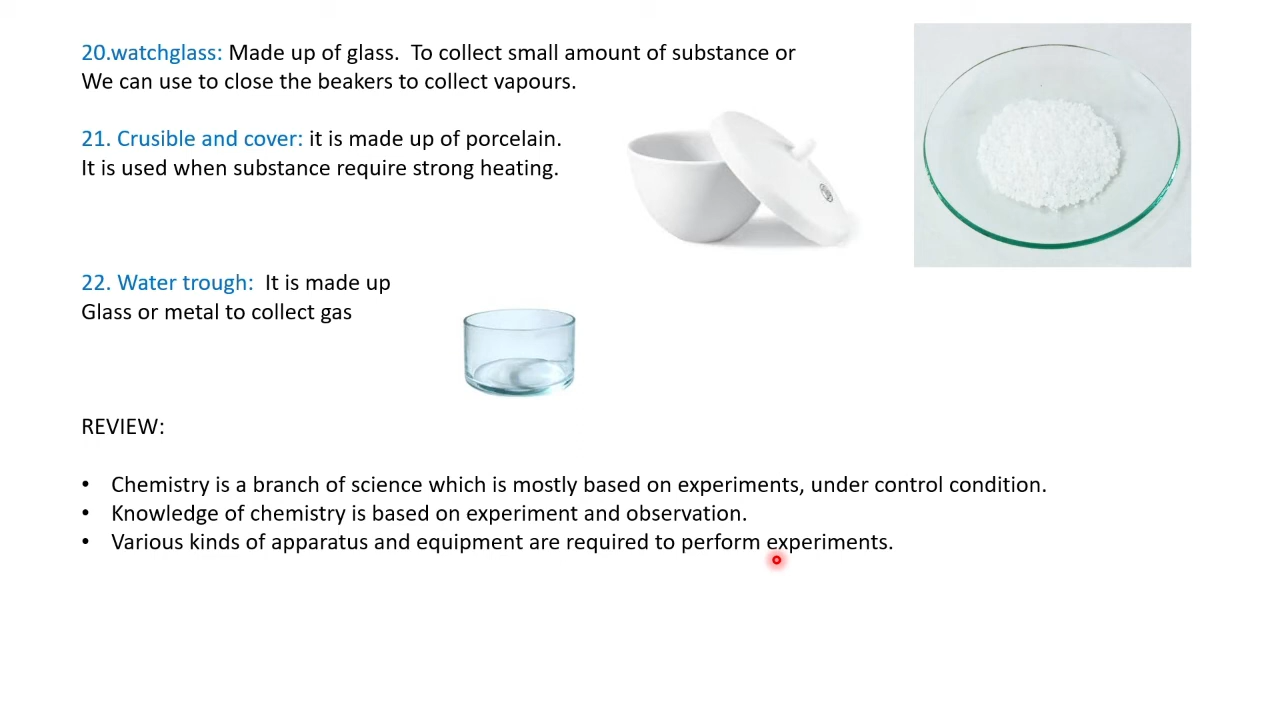 20.watchglass: Made up of glass.  To collect small amount of substance or
We can use to close the beakers to collect vapours.
21. Crusible and cover: it is made up of porcelain.
It is used when substance require strong heating.
22. Water trough:  It is made up
Glass or metal to collect gas
REVIEW:
• Chemistry is a branch of science which is mostly based on experiments, under control condition.
• Knowledge of chemistry is based on experiment and observation.
• Various kinds of apparatus and equipment are required to perform experiments.